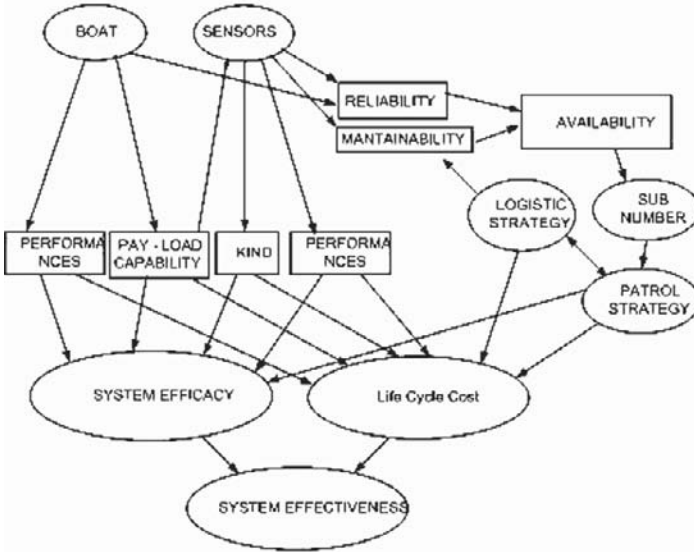 BOAT
SENSORS
RELIABILITY
MANTAINABILITY
AVAILABILITY
LOGISTIC
STRATEGY
SUB
NUMBER
PERFORMA
NCES
PAY - LOAD
CAPABILITY
KIND
PERFORMA
NCES
PATROL
STRATEGY
SYSTEM EFFICACY
Life Cycle Cost
SYSTEM EFFECTIVENESS